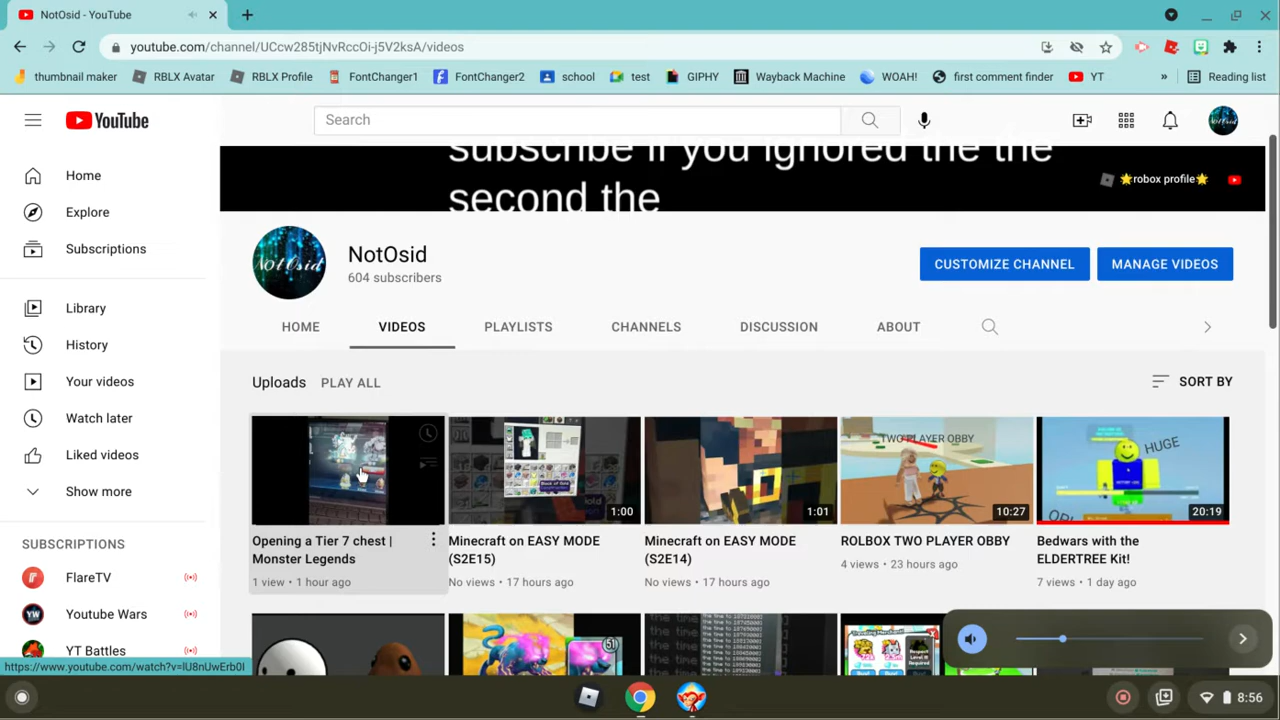 NotOsid - YouTube
youtube.com/channel/UCcw285tjNvRccOi-j5V2ksA/videos
thumbnail maker RBLX Avatar RBLX Profile FontChanger1 FontChanger2 school test GIPHY Wayback Machine WOAH! first comment finder YT » Reading list
YouTube
Search
Home
Explore
Subscriptions
Library
History
Your videos
Watch later
Liked videos
Show more
SUBSCRIPTIONS
FlareTV
Youtube Wars
YT Battles
subscribe if you ignored the the
second the
🌟robox profile🌟
NotOsid
NotOsid
604 subscribers
CUSTOMIZE CHANNEL
MANAGE VIDEOS
HOME VIDEOS PLAYLISTS CHANNELS DISCUSSION ABOUT
Uploads PLAY ALL
SORT BY
Opening a Tier 7 chest |
Monster Legends
1 view • 1 hour ago
1:00
Minecraft on EASY MODE
(S2E15)
No views • 17 hours ago
1:01
Minecraft on EASY MODE
(S2E14)
No views • 17 hours ago
TWO PLAYER OBBY
10:27
ROLBOX TWO PLAYER OBBY
4 views • 23 hours ago
HUGE
20:19
Bedwars with the
ELDERTREE Kit!
7 views • 1 day ago
https://www.youtube.com/watch?v=IU8nUwErb0I
8:56